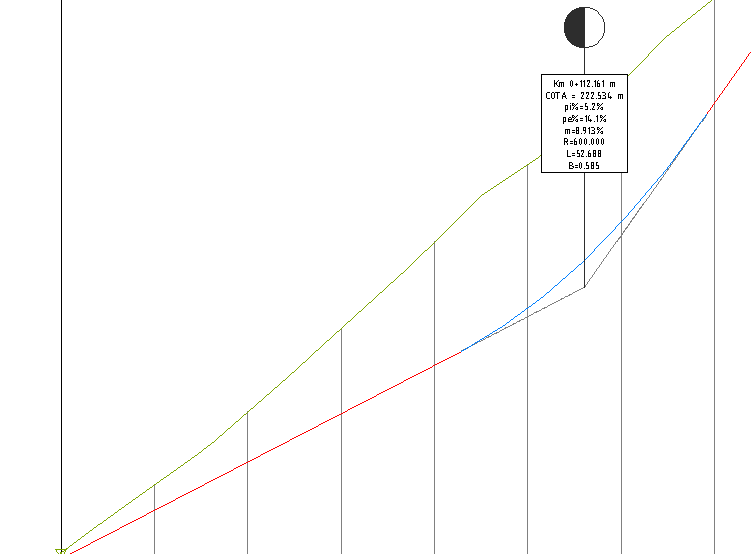 Km 0+112.161 m
COTA = 222.534 m
pi%=5.2%
pe%=14.1%
m=8.913%
R=600.000
L=52.688
B=0.585